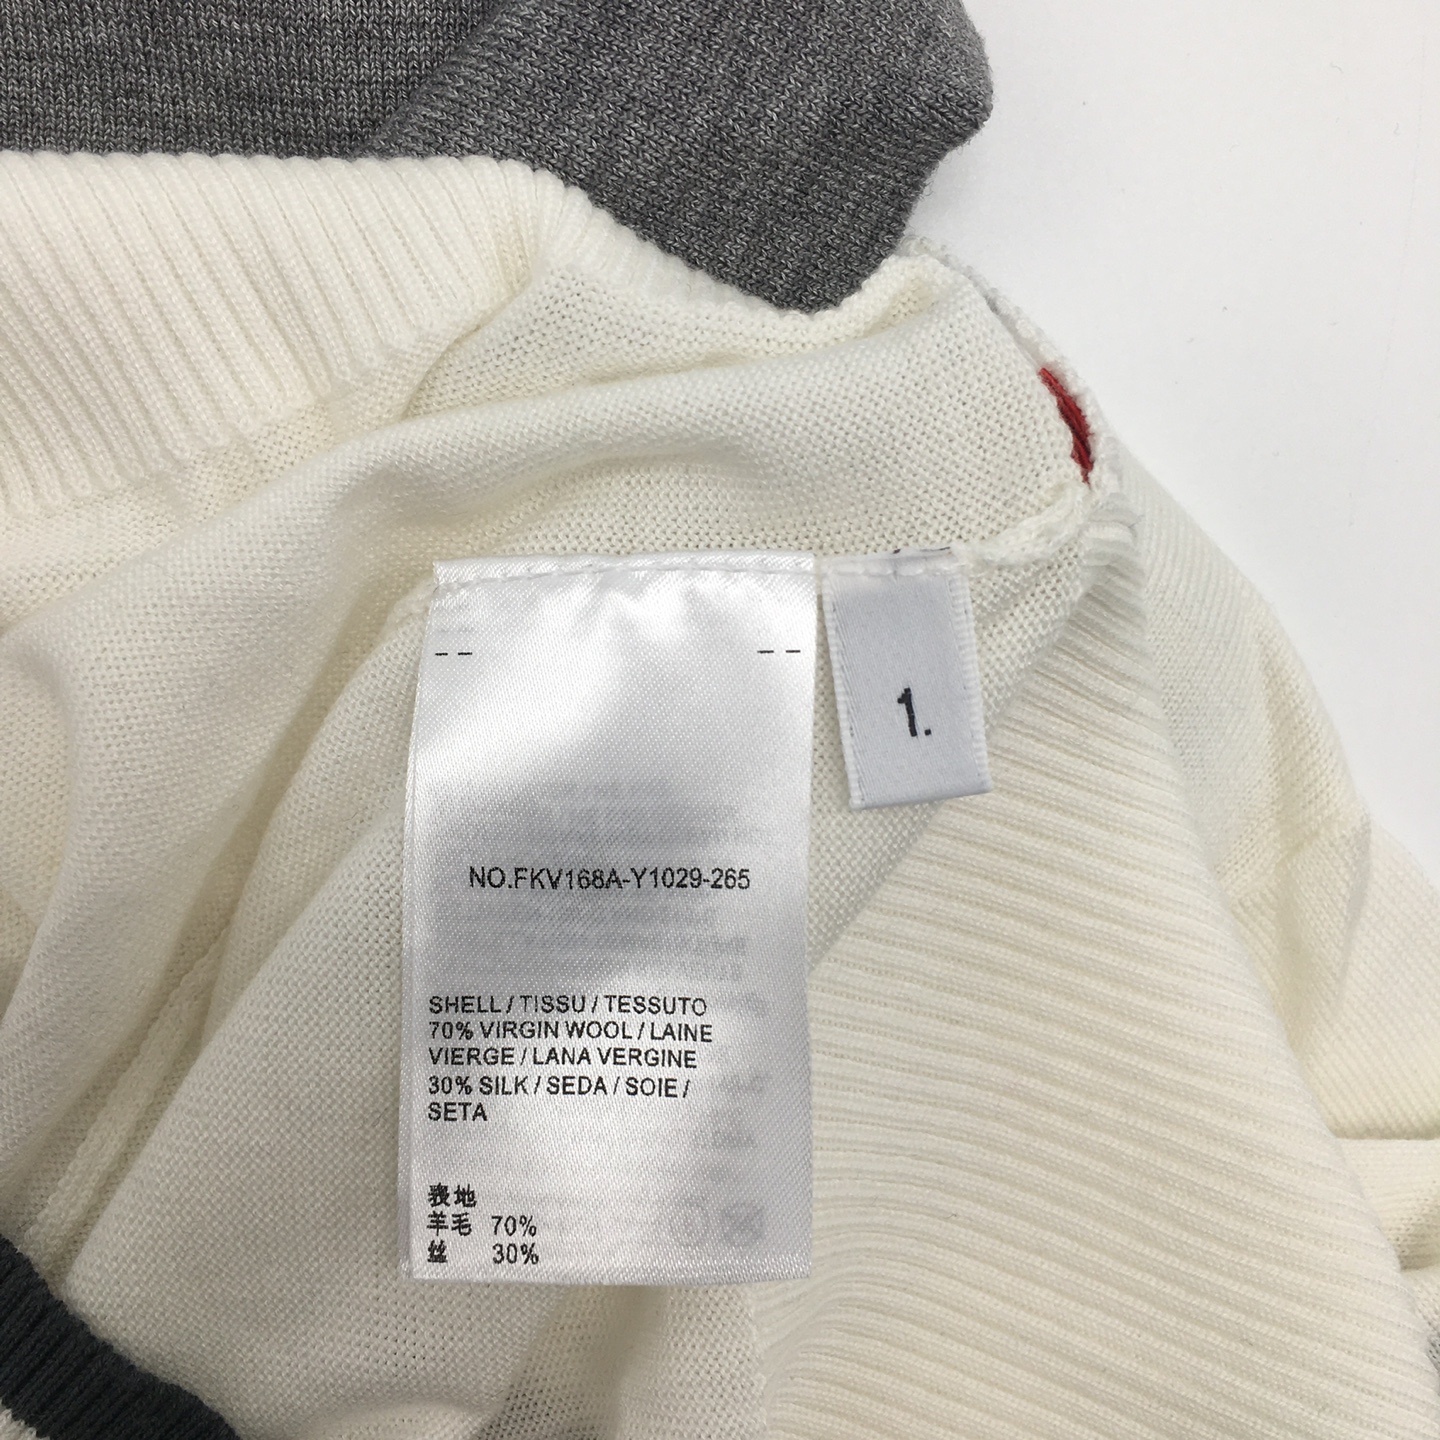 1.
NO.FKV168A-Y1029-265
SHELL / TISSU / TESSUTO
70% VIRGIN WOOL / LAINE
VIERGE / LANA VERGINE
30% SILK / SEDA / SOIE /
SETA
表地
羊毛 70%
丝 30%